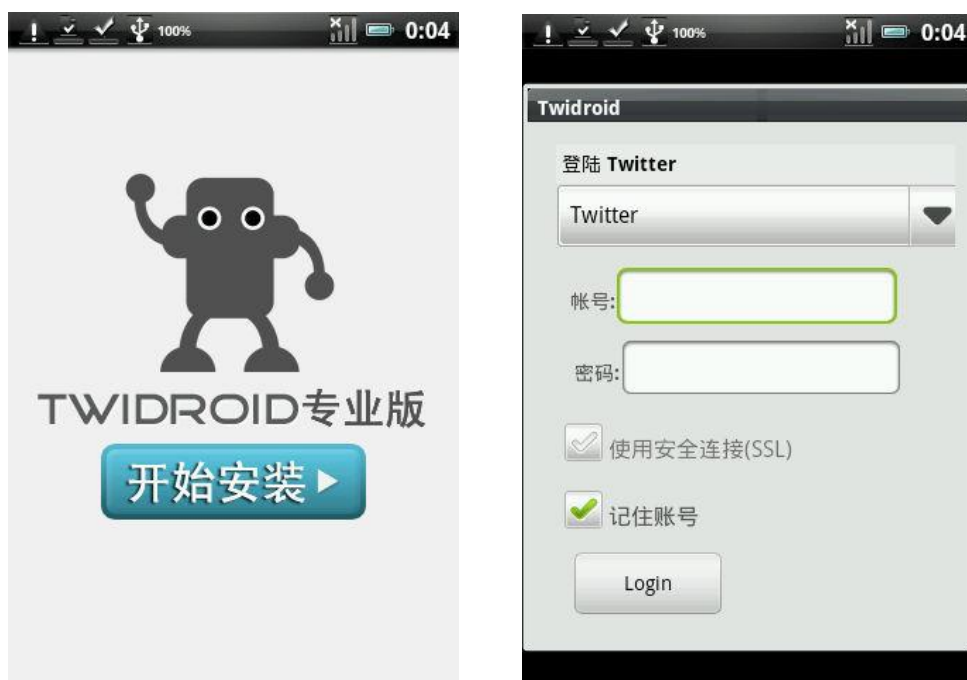 100%
0:04
TWIDROID专业版
开始安装
100%
0:04
Twidroid
登陆 Twitter
Twitter
帐号:
密码:
使用安全连接(SSL)
记住账号
Login